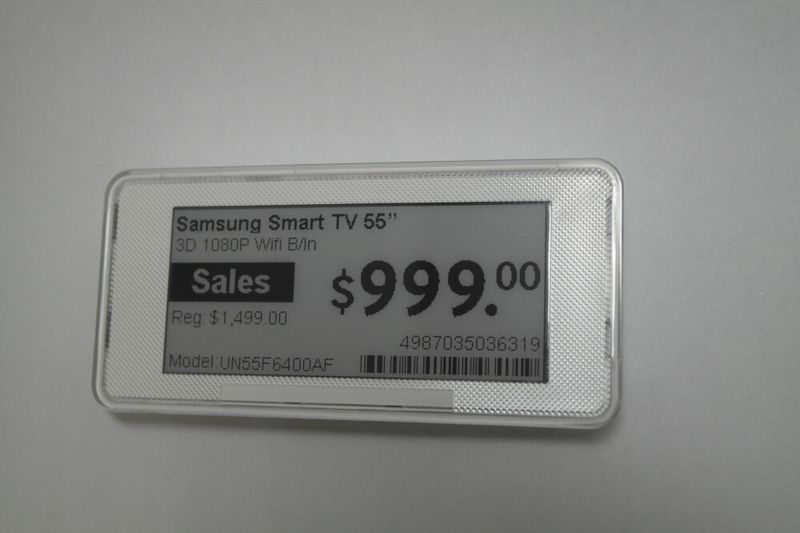 Samsung Smart TV 55”
3D 1080P Wifi B/In
Sales
$999.00
Reg: $1,499.00
4987035036319
Model:UN55F6400AF